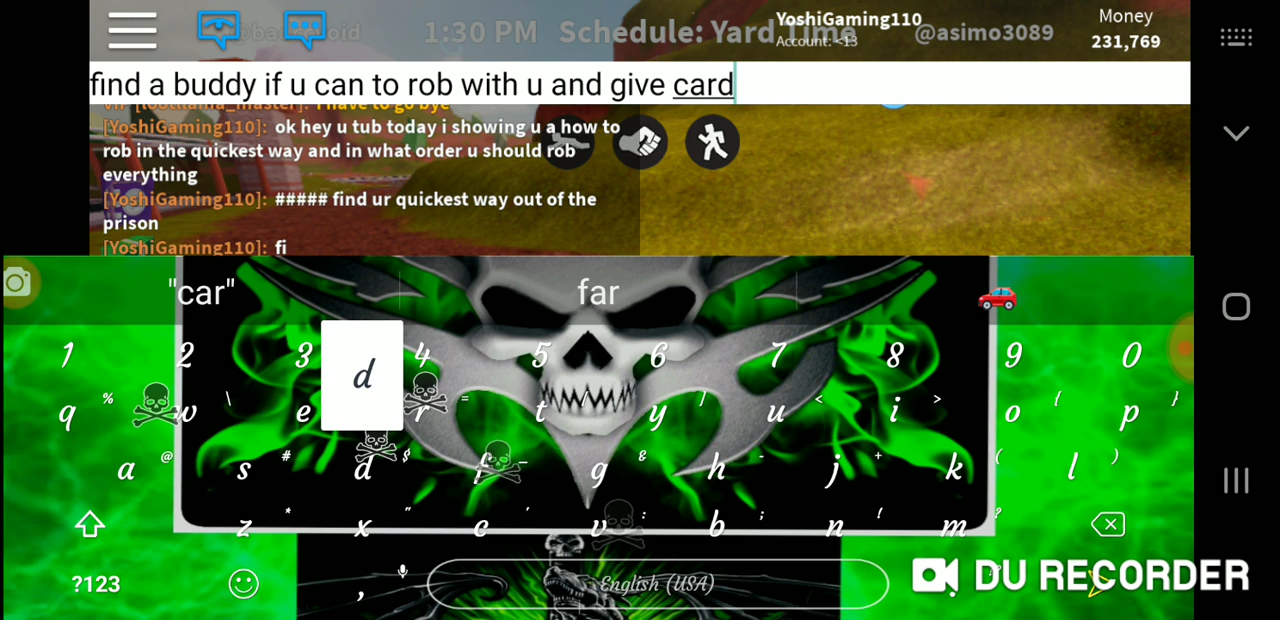 1:30 PM Schedule: Yard Time
YoshiGaming110
Account: <13
@asimo3089
Money
231,769
find a buddy if u can to rob with u and give card
[YoshiGaming110]: ok hey u tub today i showing u a how to
rob in the quickest way and in what order u should rob
everything
[YoshiGaming110]: ##### find ur quickest way out of the
prison
[YoshiGaming110]: fi
"car" far
1 2 3 4 5 6 7 8 9 0
d
q w e r t y u i o p
a s d f g h j k l
z x c v b n m
?123 , English (USA)
DU RECORDER